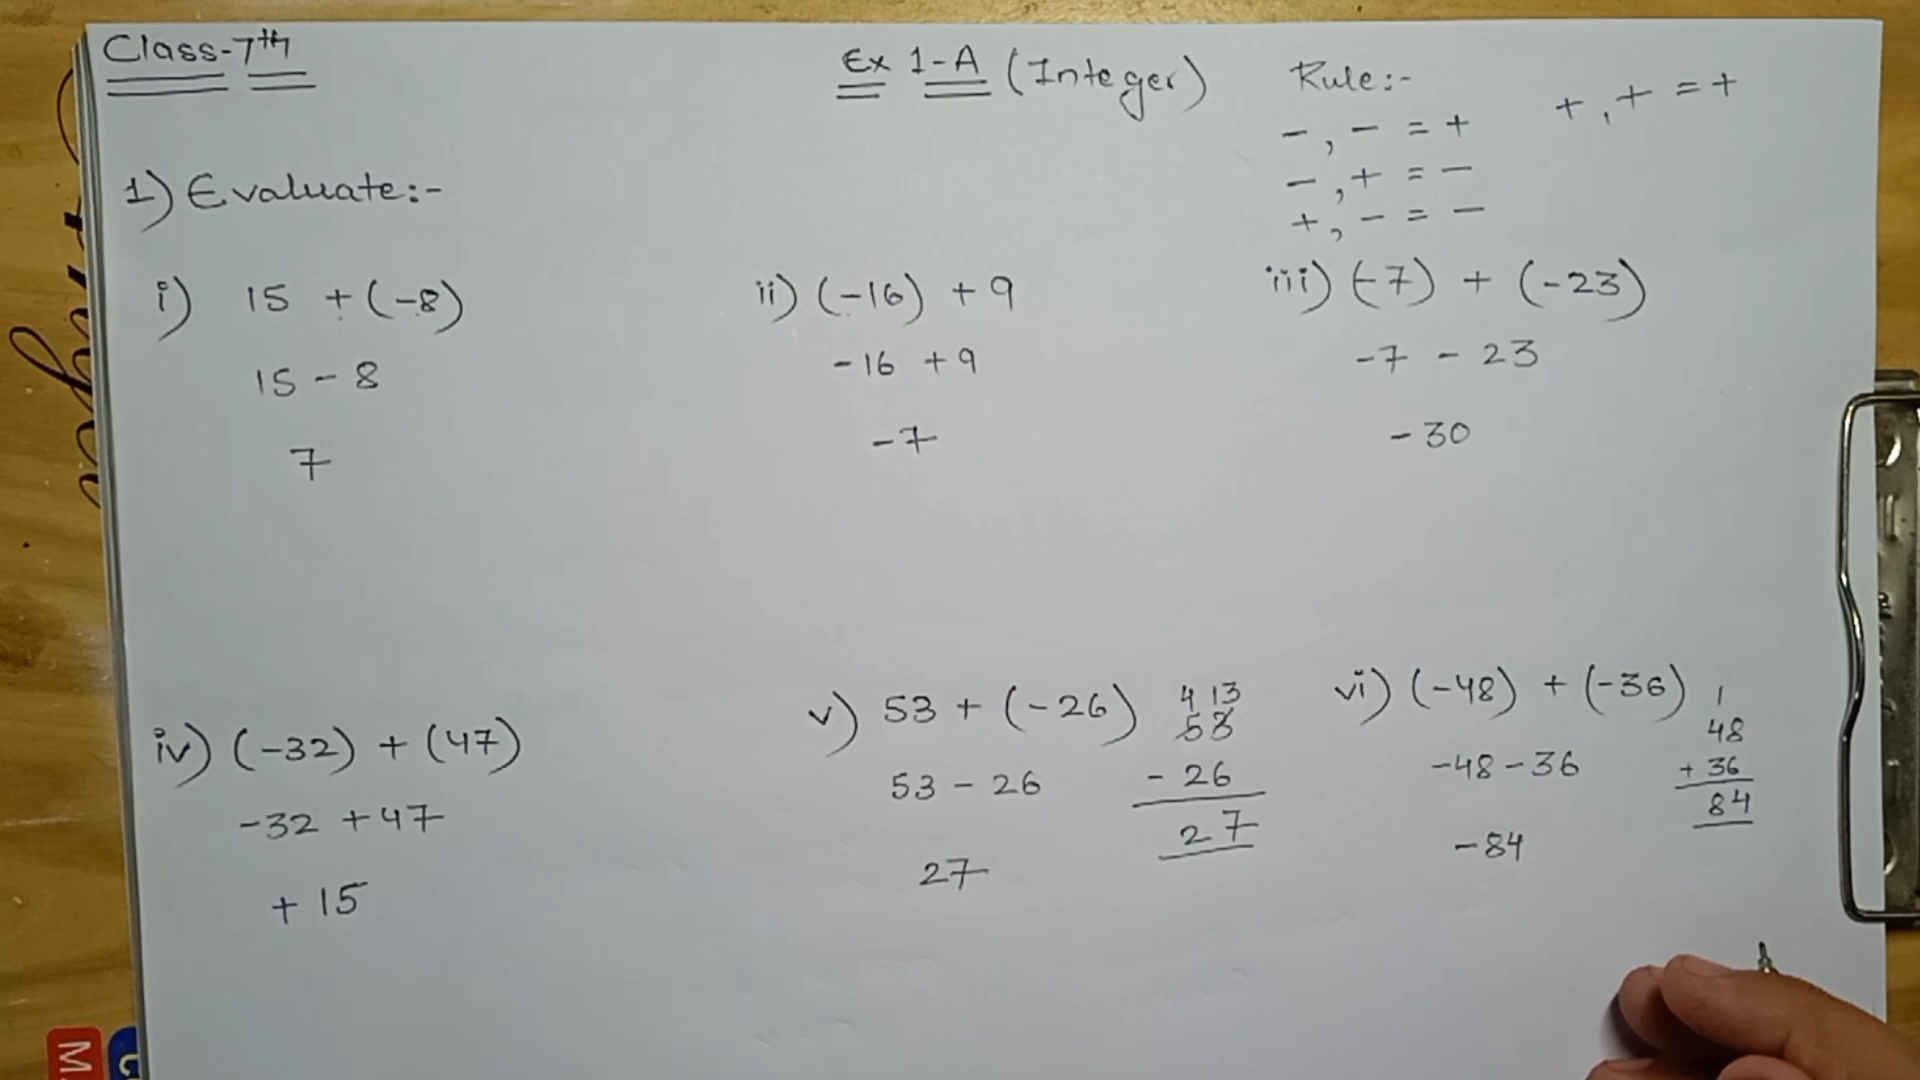 Class-7th
Ex 1-A (Integer)
Rule:-
-, - = +
+, + = +
-, + = -
+, - = -
1) Evaluate:-
i) 15 + (-8)
15 - 8
7
ii) (-16) + 9
-16 + 9
-7
iii) (-7) + (-23)
-7 - 23
-30
iv) (-32) + (47)
-32 + 47
+ 15
v) 53 + (-26)
53 - 26
27
4 13
53
- 26
27
vi) (-48) + (-36)
-48 - 36
-84
1
48
+ 36
84